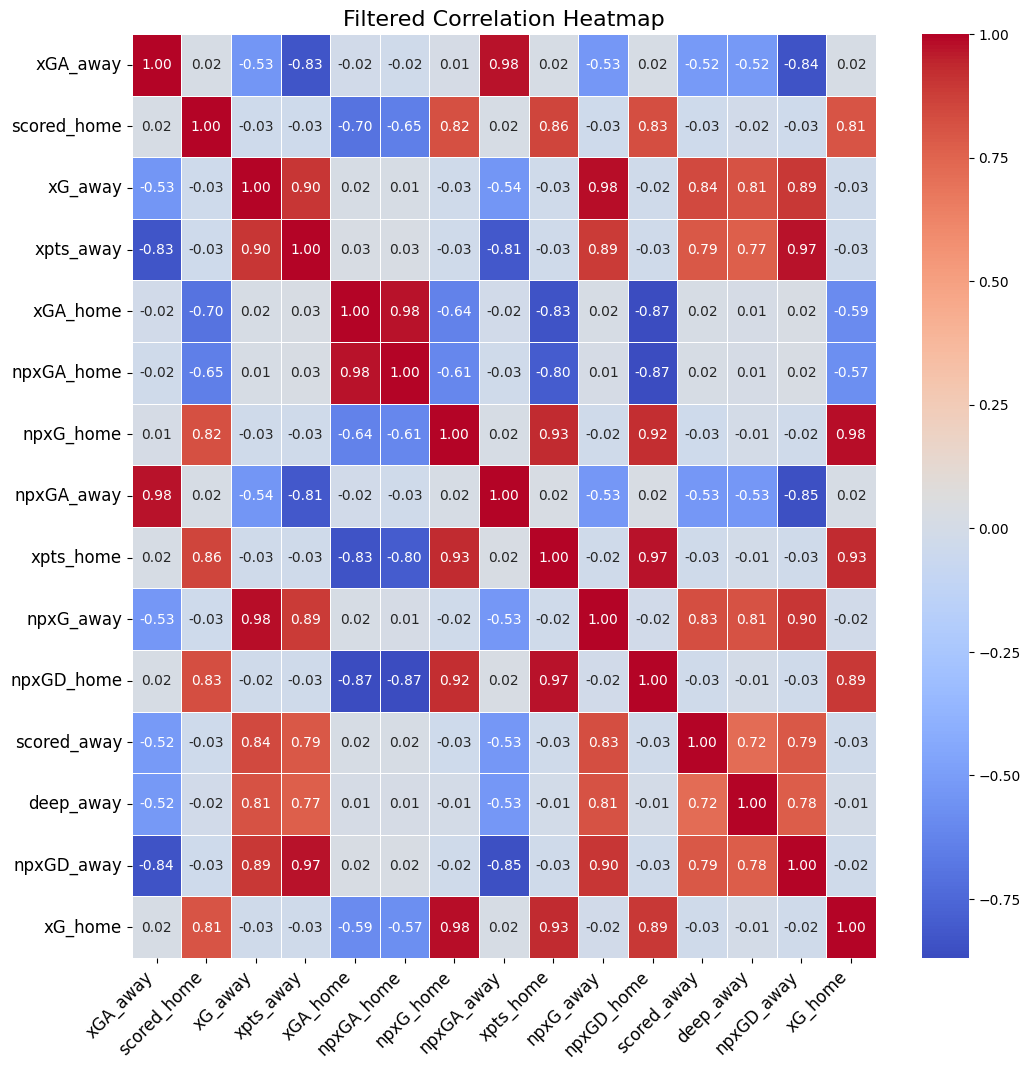 Filtered Correlation Heatmap
xGA_away 1.00 0.02 -0.53 -0.83 -0.02 -0.02 0.01 0.98 0.02 -0.53 0.02 -0.52 -0.52 -0.84 0.02
scored_home 0.02 1.00 -0.03 -0.03 -0.70 -0.65 0.82 0.02 0.86 -0.03 0.83 -0.03 -0.02 -0.03 0.81
xG_away -0.53 -0.03 1.00 0.90 0.02 0.01 -0.03 -0.54 -0.03 0.98 -0.02 0.84 0.81 0.89 -0.03
xpts_away -0.83 -0.03 0.90 1.00 0.03 0.03 -0.03 -0.81 -0.03 0.89 -0.03 0.79 0.77 0.97 -0.03
xGA_home -0.02 -0.70 0.02 0.03 1.00 0.98 -0.64 -0.02 -0.83 0.02 -0.87 0.02 0.01 0.02 -0.59
npxGA_home -0.02 -0.65 0.01 0.03 0.98 1.00 -0.61 -0.03 -0.80 0.01 -0.87 0.02 0.01 0.02 -0.57
npxG_home 0.01 0.82 -0.03 -0.03 -0.64 -0.61 1.00 0.02 0.93 -0.02 0.92 -0.03 -0.01 -0.02 0.98
npxGA_away 0.98 0.02 -0.54 -0.81 -0.02 -0.03 0.02 1.00 0.02 -0.53 0.02 -0.53 -0.53 -0.85 0.02
xpts_home 0.02 0.86 -0.03 -0.03 -0.83 -0.80 0.93 0.02 1.00 -0.02 0.97 -0.03 -0.01 -0.03 0.93
npxG_away -0.53 -0.03 0.98 0.89 0.02 0.01 -0.02 -0.53 -0.02 1.00 -0.02 0.83 0.81 0.90 -0.02
npxGD_home 0.02 0.83 -0.02 -0.03 -0.87 -0.87 0.92 0.02 0.97 -0.02 1.00 -0.03 -0.01 -0.03 0.89
scored_away -0.52 -0.03 0.84 0.79 0.02 0.02 -0.03 -0.53 -0.03 0.83 -0.03 1.00 0.72 0.79 -0.03
deep_away -0.52 -0.02 0.81 0.77 0.01 0.01 -0.01 -0.53 -0.01 0.81 -0.01 0.72 1.00 0.78 -0.01
npxGD_away -0.84 -0.03 0.89 0.97 0.02 0.02 -0.02 -0.85 -0.03 0.90 -0.03 0.79 0.78 1.00 -0.02
xG_home 0.02 0.81 -0.03 -0.03 -0.59 -0.57 0.98 0.02 0.93 -0.02 0.89 -0.03 -0.01 -0.02 1.00
xGA_away scored_home xG_away xpts_away xGA_home npxGA_home npxG_home npxGA_away xpts_home npxG_away npxGD_home scored_away deep_away npxGD_away xG_home
1.00
0.75
0.50
0.25
0.00
−0.25
−0.50
−0.75